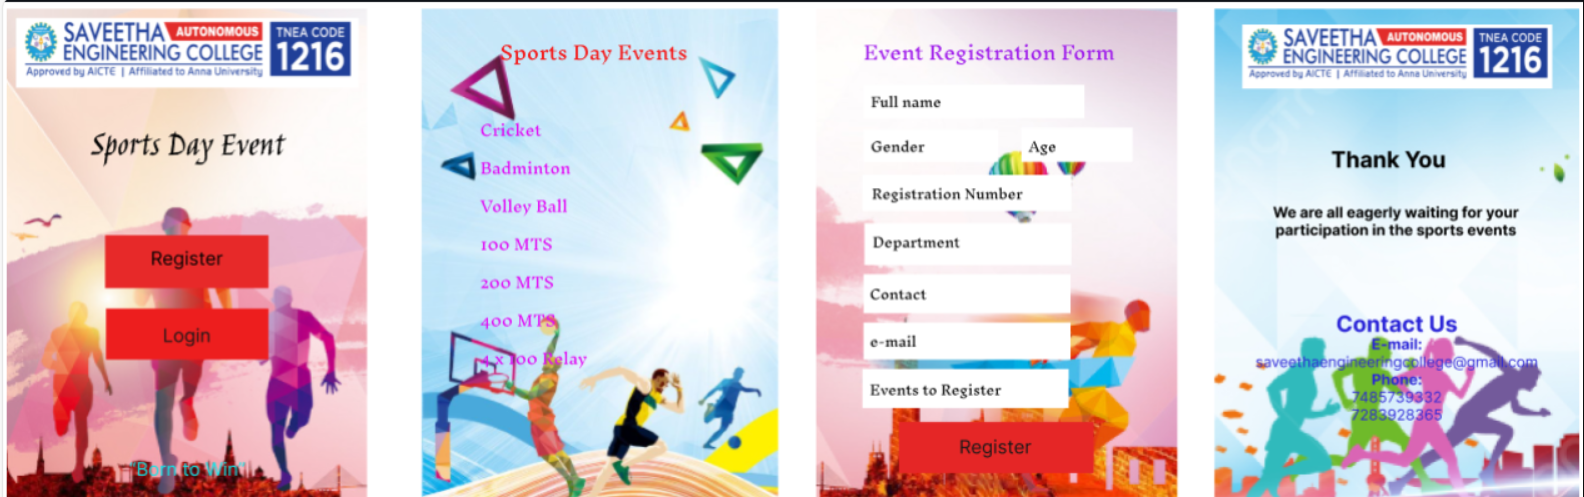 SAVEETHA AUTONOMOUS
ENGINEERING COLLEGE
Approved by AICTE | Affiliated to Anna University
TNEA CODE
1216
Sports Day Event
Register
Login
"Born to Win"
Sports Day Events
Cricket
Badminton
Volley Ball
100 MTS
200 MTS
400 MTS
4 x 100 Relay
Event Registration Form
Full name
Gender
Age
Registration Number
Department
Contact
e-mail
Events to Register
Register
SAVEETHA AUTONOMOUS
ENGINEERING COLLEGE
Approved by AICTE | Affiliated to Anna University
TNEA CODE
1216
Thank You
We are all eagerly waiting for your
participation in the sports events
Contact Us
E-mail:
saveethaengineeringcollege@gmail.com
Phone:
7485739332
7283928365